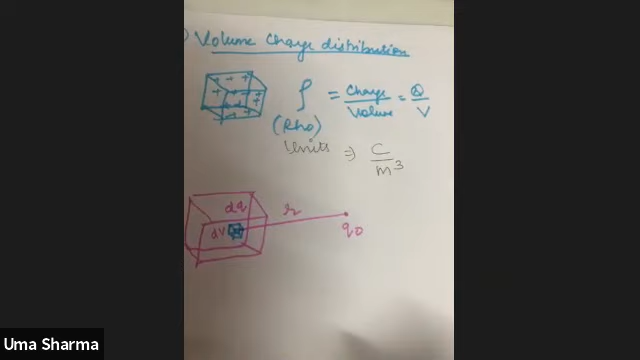 ) Volume Charge distribution
ρ = Charge/Volume = Q/V
(Rho)
Units ⇒ C/m³
dq
r
dV
q₀
Uma Sharma